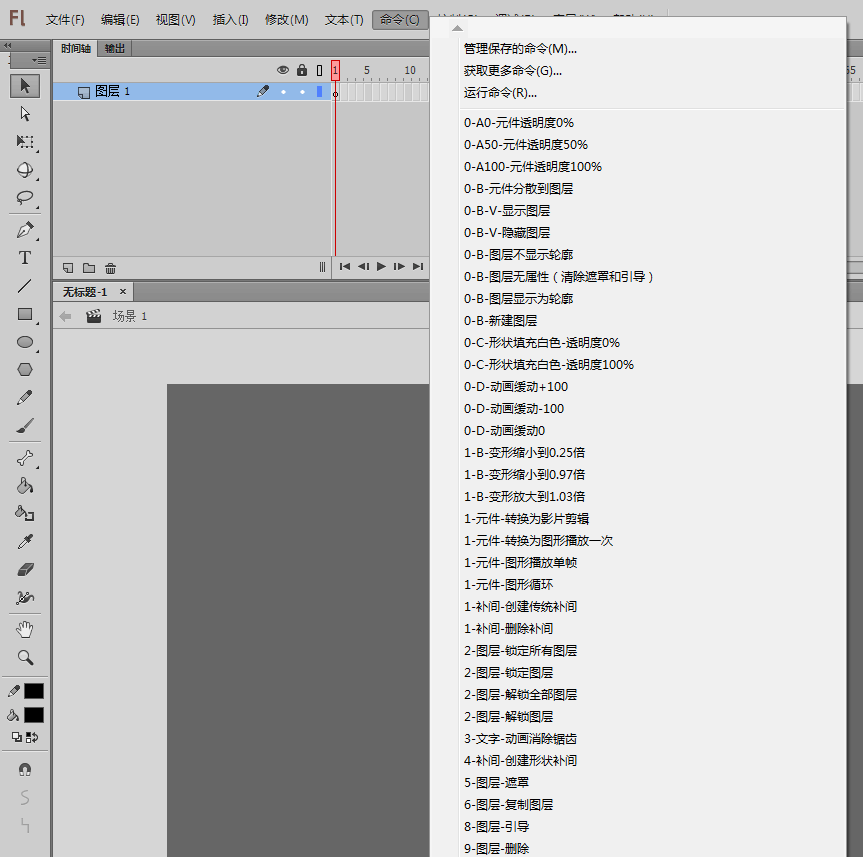 Fl 文件(F) 编辑(E) 视图(V) 插入(I) 修改(M) 文本(T) 命令(C)
时间轴 输出
1 5 10 55
图层 1
无标题-1 ×
场景 1
管理保存的命令(M)...
获取更多命令(G)...
运行命令(R)...
0-A0-元件透明度0%
0-A50-元件透明度50%
0-A100-元件透明度100%
0-B-元件分散到图层
0-B-V-显示图层
0-B-V-隐藏图层
0-B-图层不显示轮廓
0-B-图层无属性（清除遮罩和引导）
0-B-图层显示为轮廓
0-B-新建图层
0-C-形状填充白色-透明度0%
0-C-形状填充白色-透明度100%
0-D-动画缓动+100
0-D-动画缓动-100
0-D-动画缓动0
1-B-变形缩小到0.25倍
1-B-变形缩小到0.97倍
1-B-变形放大到1.03倍
1-元件-转换为影片剪辑
1-元件-转换为图形播放一次
1-元件-图形播放单帧
1-元件-图形循环
1-补间-创建传统补间
1-补间-删除补间
2-图层-锁定所有图层
2-图层-锁定图层
2-图层-解锁全部图层
2-图层-解锁图层
3-文字-动画消除锯齿
4-补间-创建形状补间
5-图层-遮罩
6-图层-复制图层
8-图层-引导
9-图层-删除